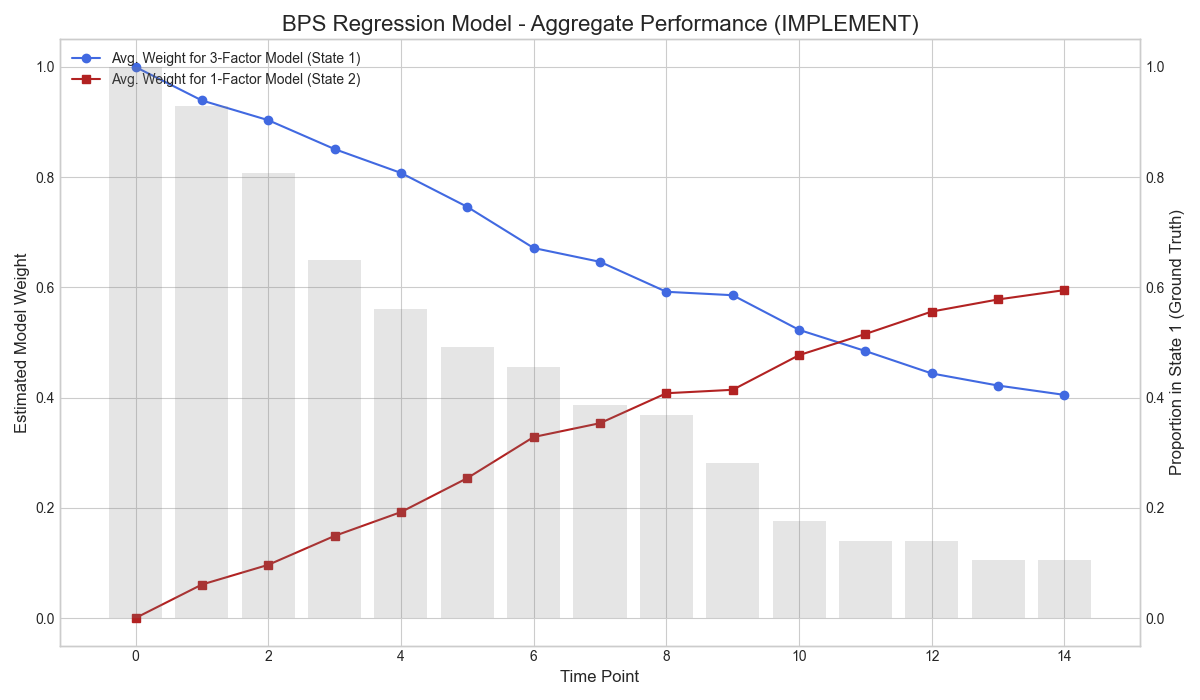 BPS Regression Model - Aggregate Performance (IMPLEMENT)
Avg. Weight for 3-Factor Model (State 1)
Avg. Weight for 1-Factor Model (State 2)
Estimated Model Weight
1.0
0.8
0.6
0.4
0.2
0.0
1.0
0.8
0.6
0.4
0.2
0.0
Proportion in State 1 (Ground Truth)
0 2 4 6 8 10 12 14
Time Point